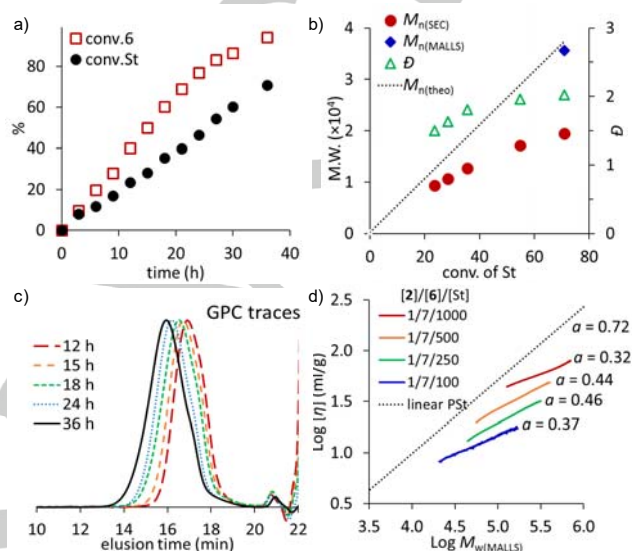 a)
conv.6
conv.St
80
60
40
20
0
%
0 10 20 30 40
time (h)
b)
Mn(SEC)
Mn(MALLS)
Đ
Mn(theo)
4
3
2
1
0
M.W. (×10⁴)
3
2
1
0
Đ
0 20 40 60 80
conv. of St
c)
GPC traces
12 h
15 h
18 h
24 h
36 h
10 12 14 16 18 20 22
elusion time (min)
d)
[2]/[6]/[St]
1/7/1000
1/7/500
1/7/250
1/7/100
linear PSt
a = 0.72
a = 0.32
a = 0.44
a = 0.46
a = 0.37
2.5
2.0
1.5
1.0
0.5
Log [η] (ml/g)
3.5 4.0 4.5 5.0 5.5 6.0
Log Mw(MALLS)